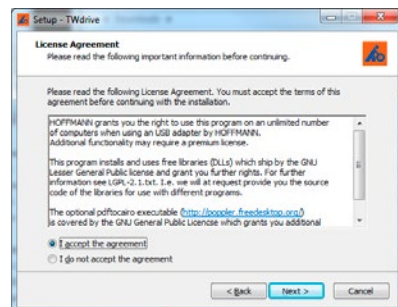 Setup - TWdrive
License Agreement
Please read the following important information before continuing.
Please read the following License Agreement. You must accept the terms of this
agreement before continuing with the installation.
HOFFMANN grants you the right to use this program on an unlimited number
of computers when using an USB adapter by HOFFMANN.
Additional functionality may require a premium license.
This program installs and uses free libraries (DLLs) which ship by the GNU
Lesser General Public license and grant you further rights. For further
information see LGPL-2.1.txt. I.e. we will at request provide you the source
code of the libraries for use with different programs.
The optional pdftocairo executable (http://poppler.freedesktop.org/)
is covered by the GNU General Public Licencse which grants you additional
I accept the agreement
I do not accept the agreement
< Back
Next >
Cancel